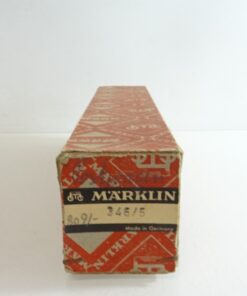 MÄRKLIN
346/5
809/-
Made in Germany